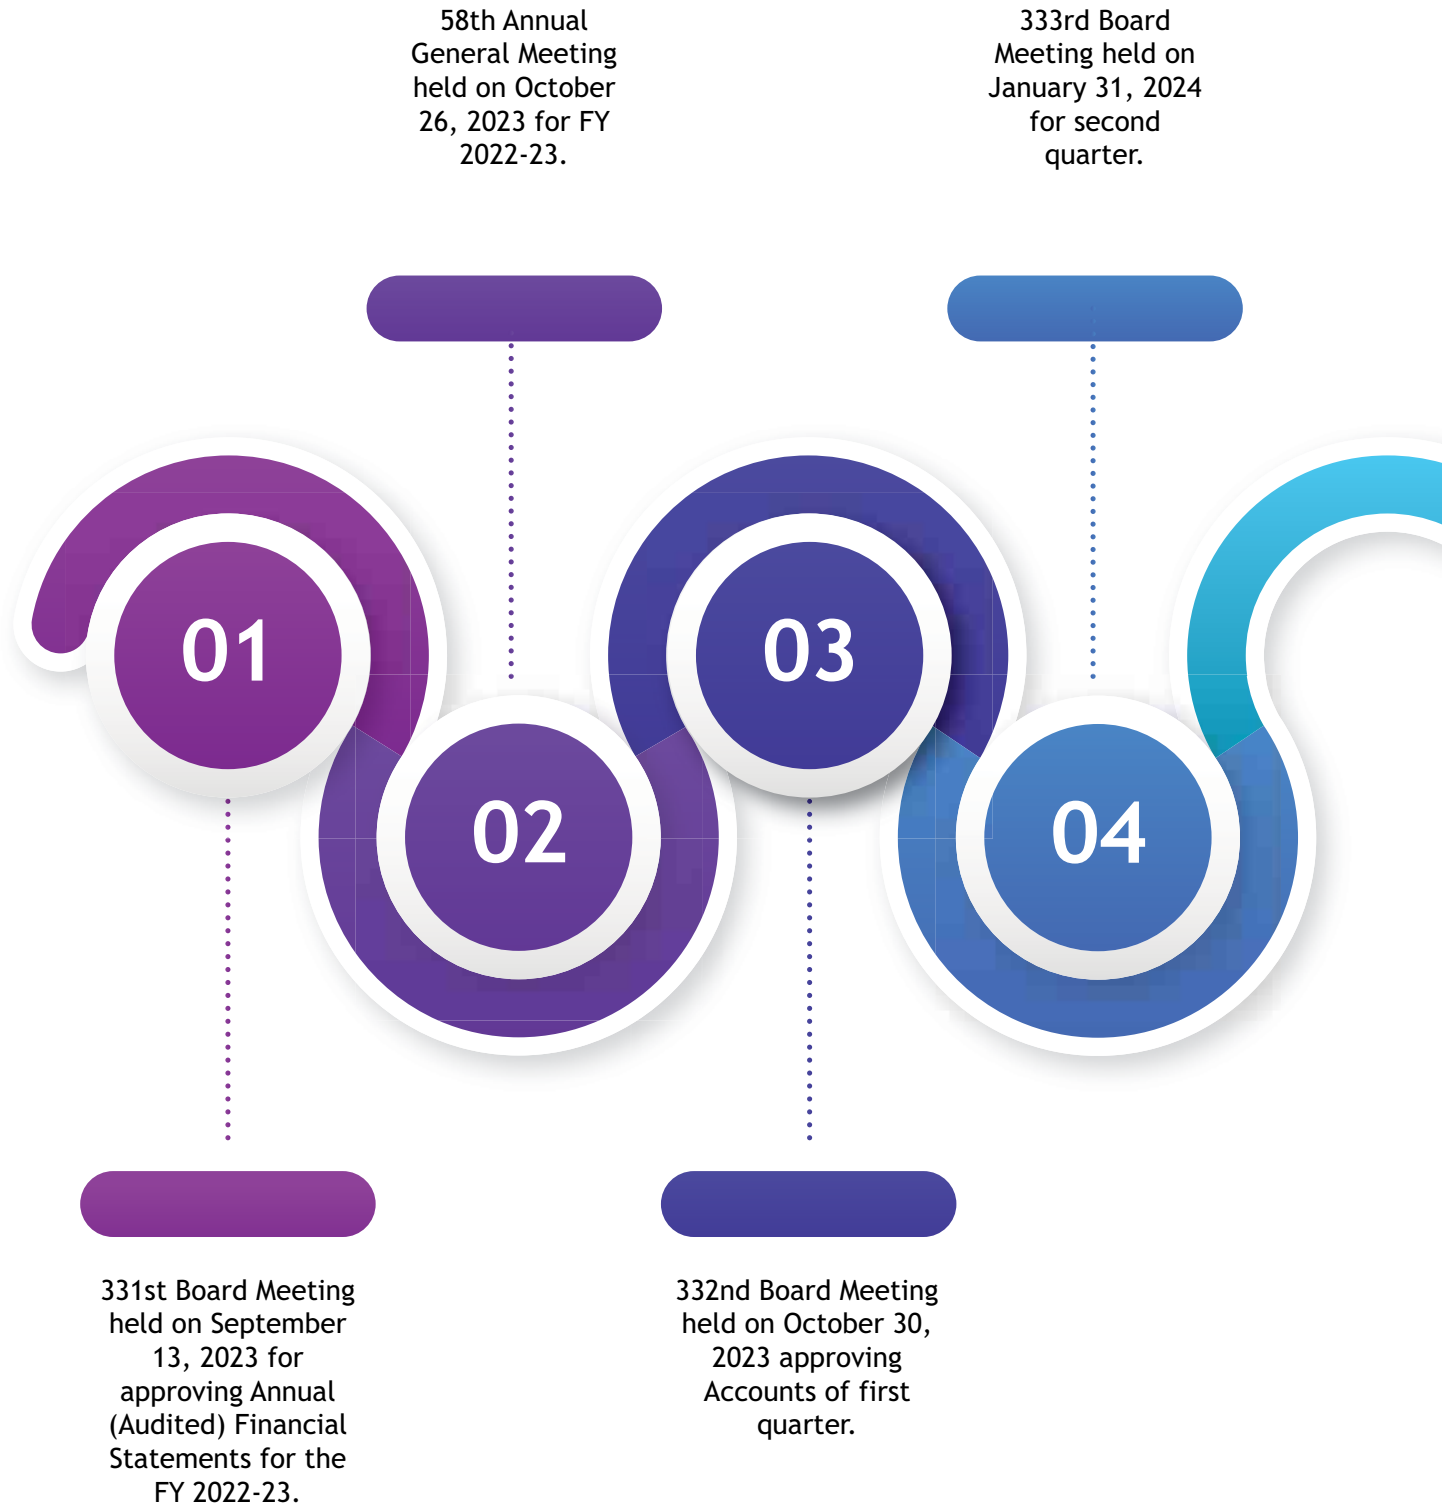 58th Annual
General Meeting
held on October
26, 2023 for FY
2022-23.
333rd Board
Meeting held on
January 31, 2024
for second
quarter.
01
02
03
04
331st Board Meeting
held on September
13, 2023 for
approving Annual
(Audited) Financial
Statements for the
FY 2022-23.
332nd Board Meeting
held on October 30,
2023 approving
Accounts of first
quarter.